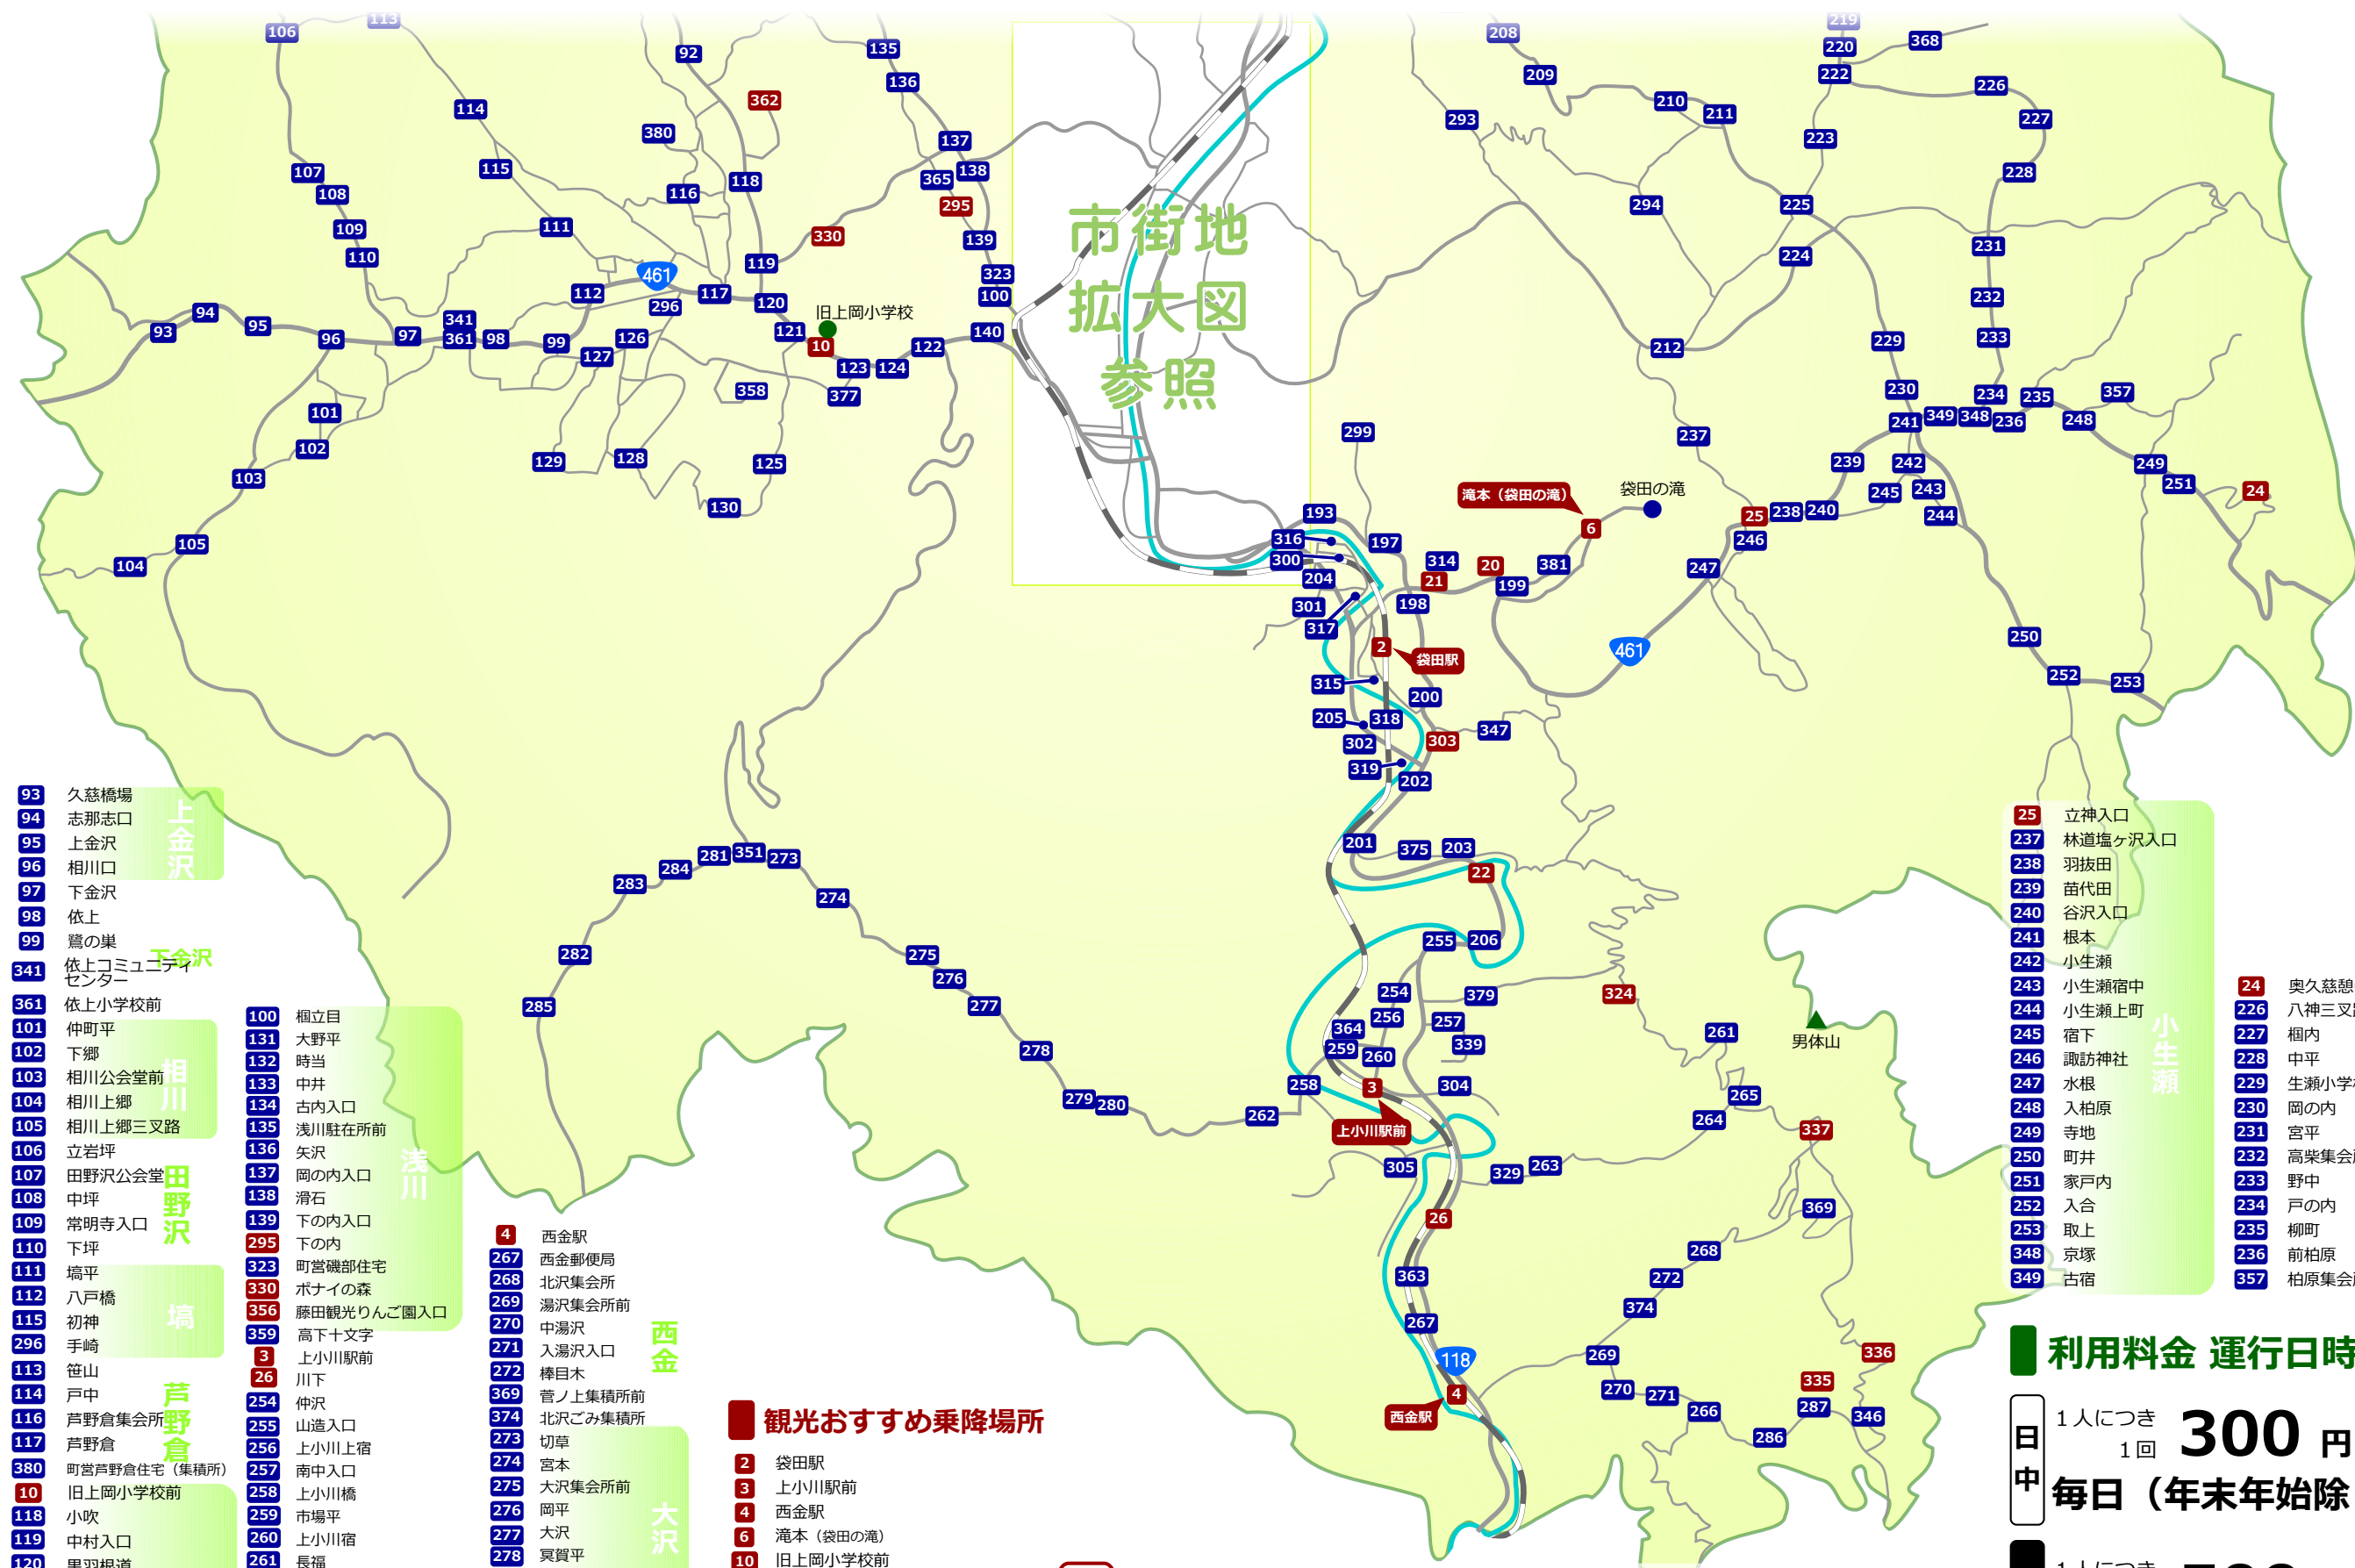 市街地
拡大図
参照
461
旧上岡小学校
滝本（袋田の滝）
袋田の滝
袋田駅
461
男体山
上小川駅前
118
西金駅
93 久慈橋場
94 志那志口
95 上金沢
96 相川口
上金沢
97 下金沢
98 依上
99 鷺の巣
341 依上コミュニティ
センター
361 依上小学校前
下金沢
101 仲町平
102 下郷
103 相川公会堂前
104 相川上郷
105 相川上郷三叉路
相川
106 立岩坪
107 田野沢公会堂
108 中坪
109 常明寺入口
110 下坪
田野沢
111 塙平
112 八戸橋
115 初神
296 手崎
塙
113 笹山
114 戸中
116 芦野倉集会所
117 芦野倉
380 町営芦野倉住宅（集積所）
芦野倉
10 旧上岡小学校前
118 小吹
119 中村入口
120 黒羽根道
100 椢立目
131 大野平
132 時当
133 中井
134 古内入口
135 浅川駐在所前
136 矢沢
137 岡の内入口
138 滑石
139 下の内入口
295 下の内
323 町営磯部住宅
330 ポナイの森
356 藤田観光りんご園入口
359 高下十文字
浅川
3 上小川駅前
26 川下
254 仲沢
255 山造入口
256 上小川上宿
257 南中入口
258 上小川橋
259 市場平
260 上小川宿
261 長福
4 西金駅
267 西金郵便局
268 北沢集会所
269 湯沢集会所前
270 中湯沢
271 入湯沢入口
272 棒目木
369 菅ノ上集積所前
374 北沢ごみ集積所
西金
273 切草
274 宮本
275 大沢集会所前
276 岡平
277 大沢
278 冥賀平
大沢
観光おすすめ乗降場所
2 袋田駅
3 上小川駅前
4 西金駅
6 滝本（袋田の滝）
10 旧上岡小学校前
25 立神入口
237 林道塩ヶ沢入口
238 羽抜田
239 苗代田
240 谷沢入口
241 根本
242 小生瀬
243 小生瀬宿中
244 小生瀬上町
245 宿下
246 諏訪神社
247 水根
248 入柏原
249 寺地
250 町井
251 家戸内
252 入合
253 取上
348 京塚
349 古宿
小生瀬
24 奥久慈憩
226 八神三叉
227 椢内
228 中平
229 生瀬小学
230 岡の内
231 宮平
232 高柴集会
233 野中
234 戸の内
235 柳町
236 前柏原
357 柏原集会
利用料金 運行日時
日中
１人につき
１回 300 円
毎日（年末年始除
１人につき